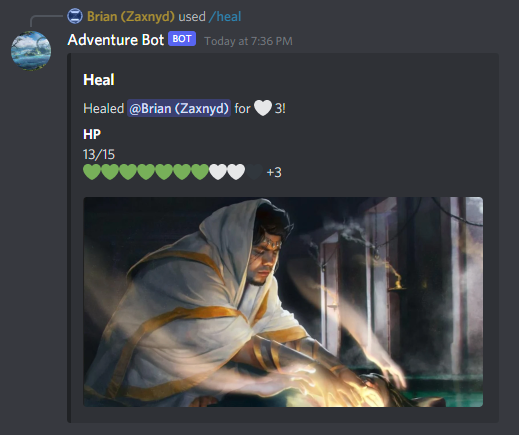 Brian (Zaxnyd) used /heal
Adventure Bot BOT Today at 7:36 PM
Heal
Healed @Brian (Zaxnyd) for 🤍 3!
HP
13/15
💚💚💚💚💚💚💚🤍🤍🖤 +3